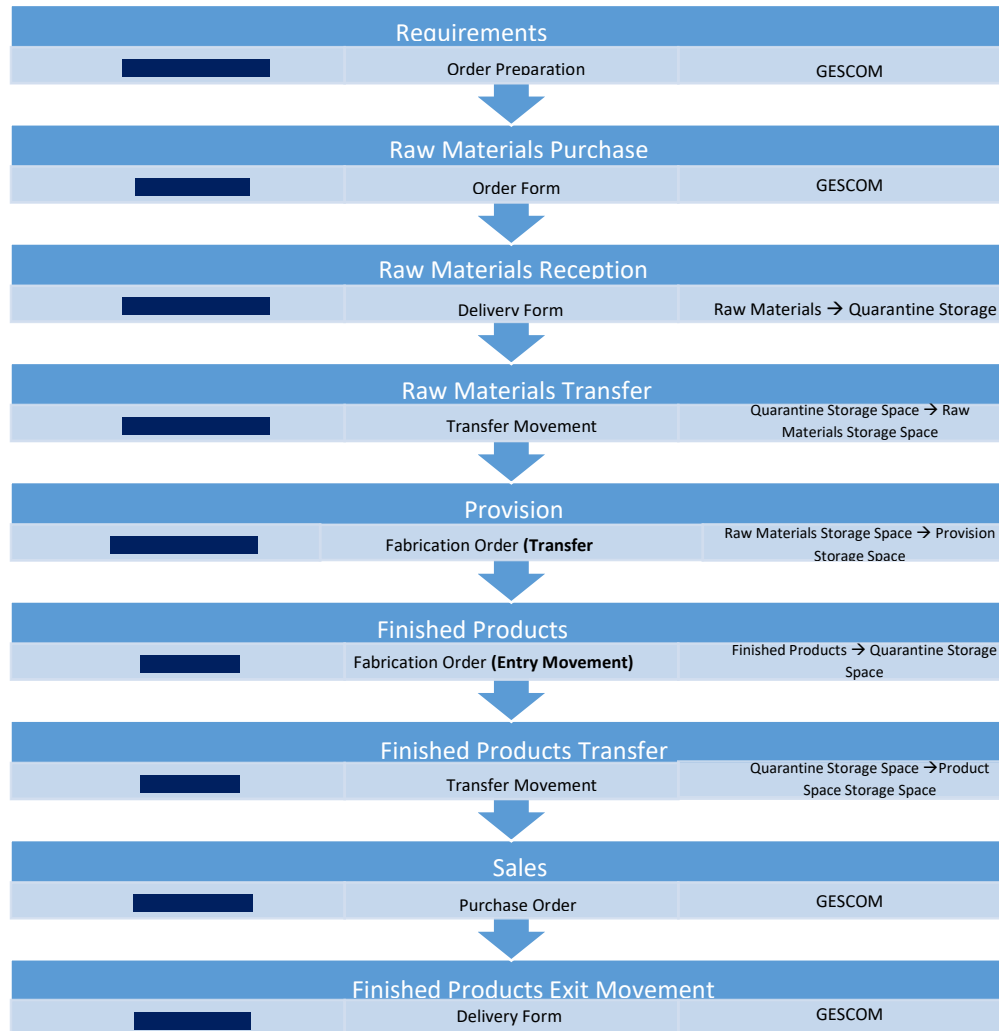 Requirements
Order Preparation
GESCOM
Raw Materials Purchase
Order Form
GESCOM
Raw Materials Reception
Delivery Form
Raw Materials → Quarantine Storage
Raw Materials Transfer
Transfer Movement
Quarantine Storage Space → Raw
Materials Storage Space
Provision
Fabrication Order (Transfer
Raw Materials Storage Space → Provision
Storage Space
Finished Products
Fabrication Order (Entry Movement)
Finished Products → Quarantine Storage
Space
Finished Products Transfer
Transfer Movement
Quarantine Storage Space →Product
Space Storage Space
Sales
Purchase Order
GESCOM
Finished Products Exit Movement
Delivery Form
GESCOM